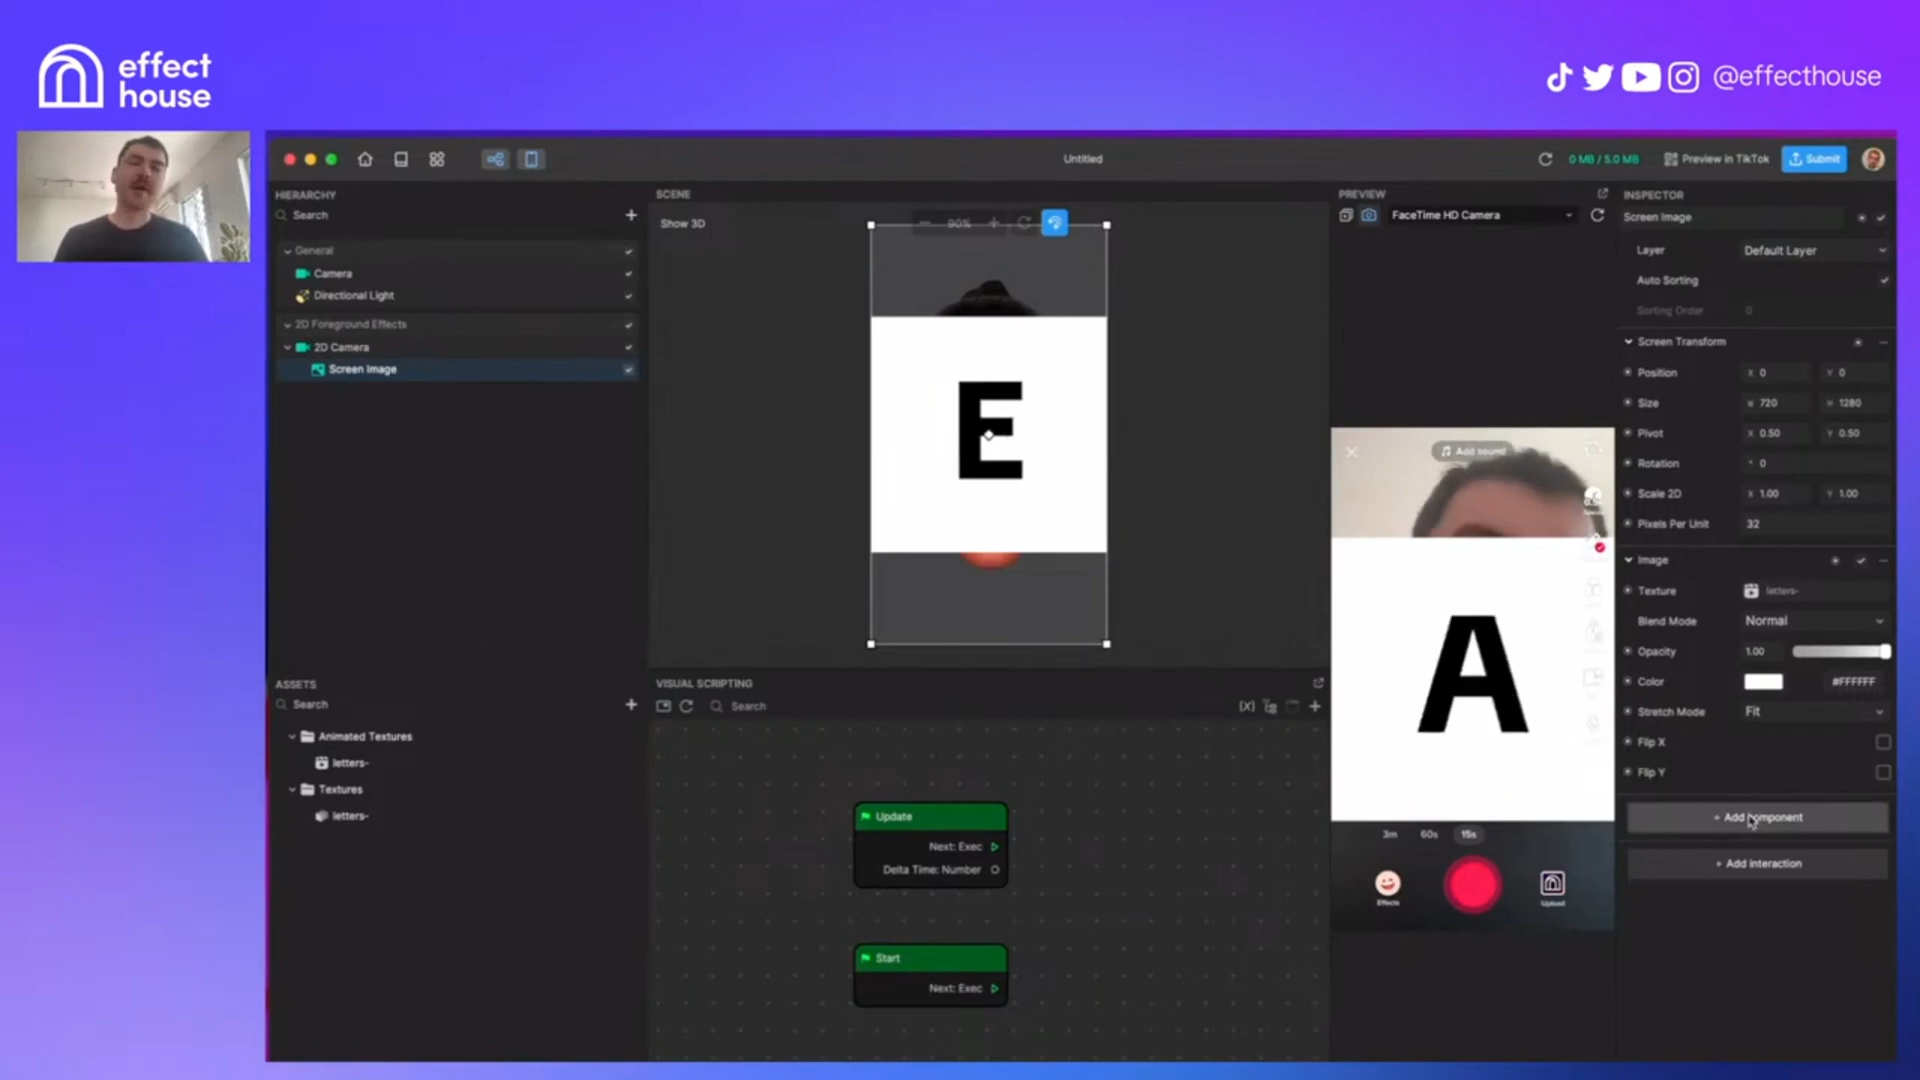 effect
house
@effecthouse
Untitled
0 MB / 5.0 MB
Preview in TikTok
Submit
HIERARCHY
Search
General
Camera
Directional Light
2D Foreground Effects
2D Camera
Screen Image
ASSETS
Search
Animated Textures
letters-
Textures
letters-
SCENE
Show 3D
90%
E
VISUAL SCRIPTING
Search
(X)
Update
Next: Exec
Delta Time: Number
Start
Next: Exec
PREVIEW
FaceTime HD Camera
Add sound
A
3m 60s 15s
Effects
Upload
INSPECTOR
Screen Image
Layer Default Layer
Auto Sorting
Sorting Order 0
Screen Transform
Position X 0 Y 0
Size W 720 H 1280
Pivot X 0.50 Y 0.50
Rotation ° 0
Scale 2D X 1.00 Y 1.00
Pixels Per Unit 32
Image
Texture letters-
Blend Mode Normal
Opacity 1.00
Color #FFFFFF
Stretch Mode Fit
Flip X
Flip Y
+ Add component
+ Add interaction